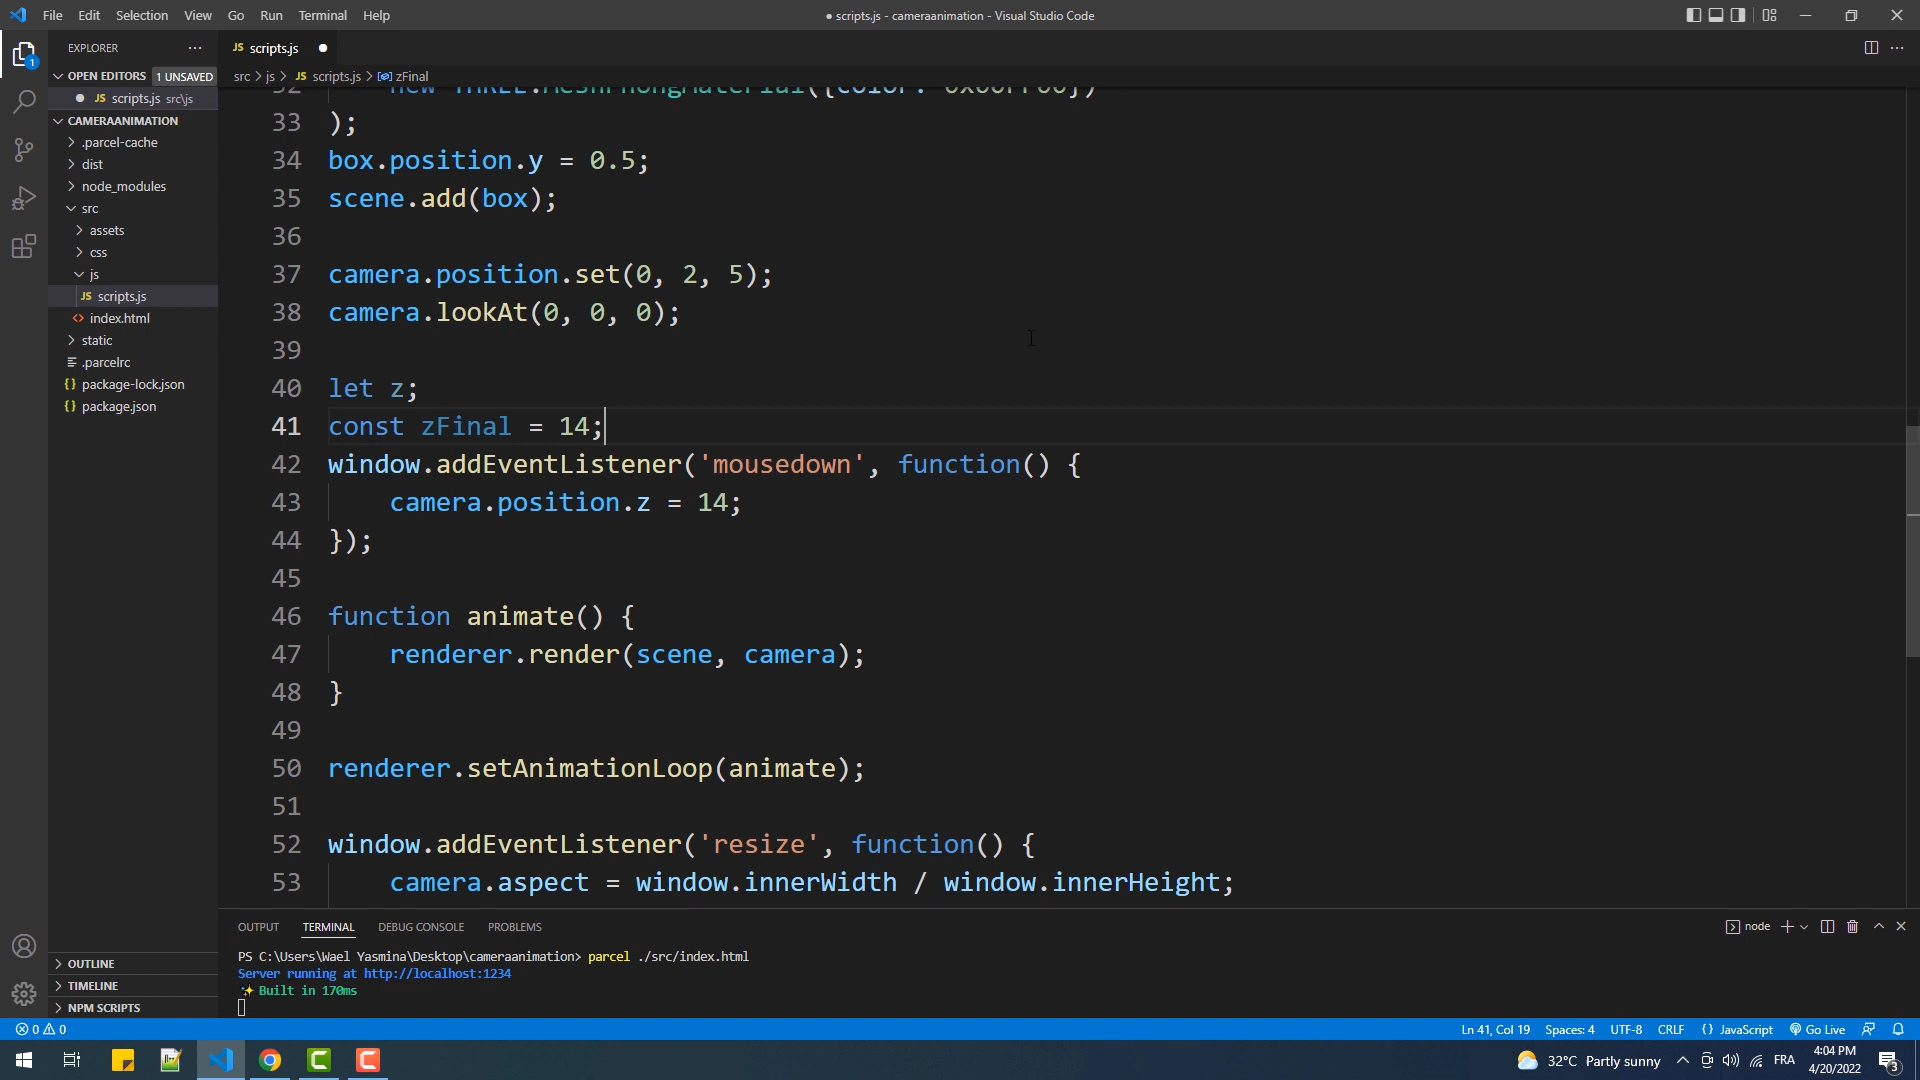 File Edit Selection View Go Run Terminal Help
● scripts.js - cameraanimation - Visual Studio Code
EXPLORER
OPEN EDITORS 1 UNSAVED
JS scripts.js src\js
CAMERAANIMATION
.parcel-cache
dist
node_modules
src
assets
css
js
JS scripts.js
index.html
static
.parcelrc
package-lock.json
package.json
OUTLINE
TIMELINE
NPM SCRIPTS
1
JS scripts.js ●
src > js > JS scripts.js > zFinal
32 new THREE.MeshPhongMaterial({color: 0x00FF00})
33 );
34 box.position.y = 0.5;
35 scene.add(box);
36
37 camera.position.set(0, 2, 5);
38 camera.lookAt(0, 0, 0);
39
40 let z;
41 const zFinal = 14;
42 window.addEventListener('mousedown', function() {
43 camera.position.z = 14;
44 });
45
46 function animate() {
47 renderer.render(scene, camera);
48 }
49
50 renderer.setAnimationLoop(animate);
51
52 window.addEventListener('resize', function() {
53 camera.aspect = window.innerWidth / window.innerHeight;
OUTPUT TERMINAL DEBUG CONSOLE PROBLEMS
node
PS C:\Users\Wael Yasmina\Desktop\cameraanimation> parcel ./src/index.html
Server running at http://localhost:1234
✨ Built in 170ms
0 0
Ln 41, Col 19 Spaces: 4 UTF-8 CRLF {} JavaScript Go Live
32°C Partly sunny
FRA
4:04 PM
4/20/2022
3